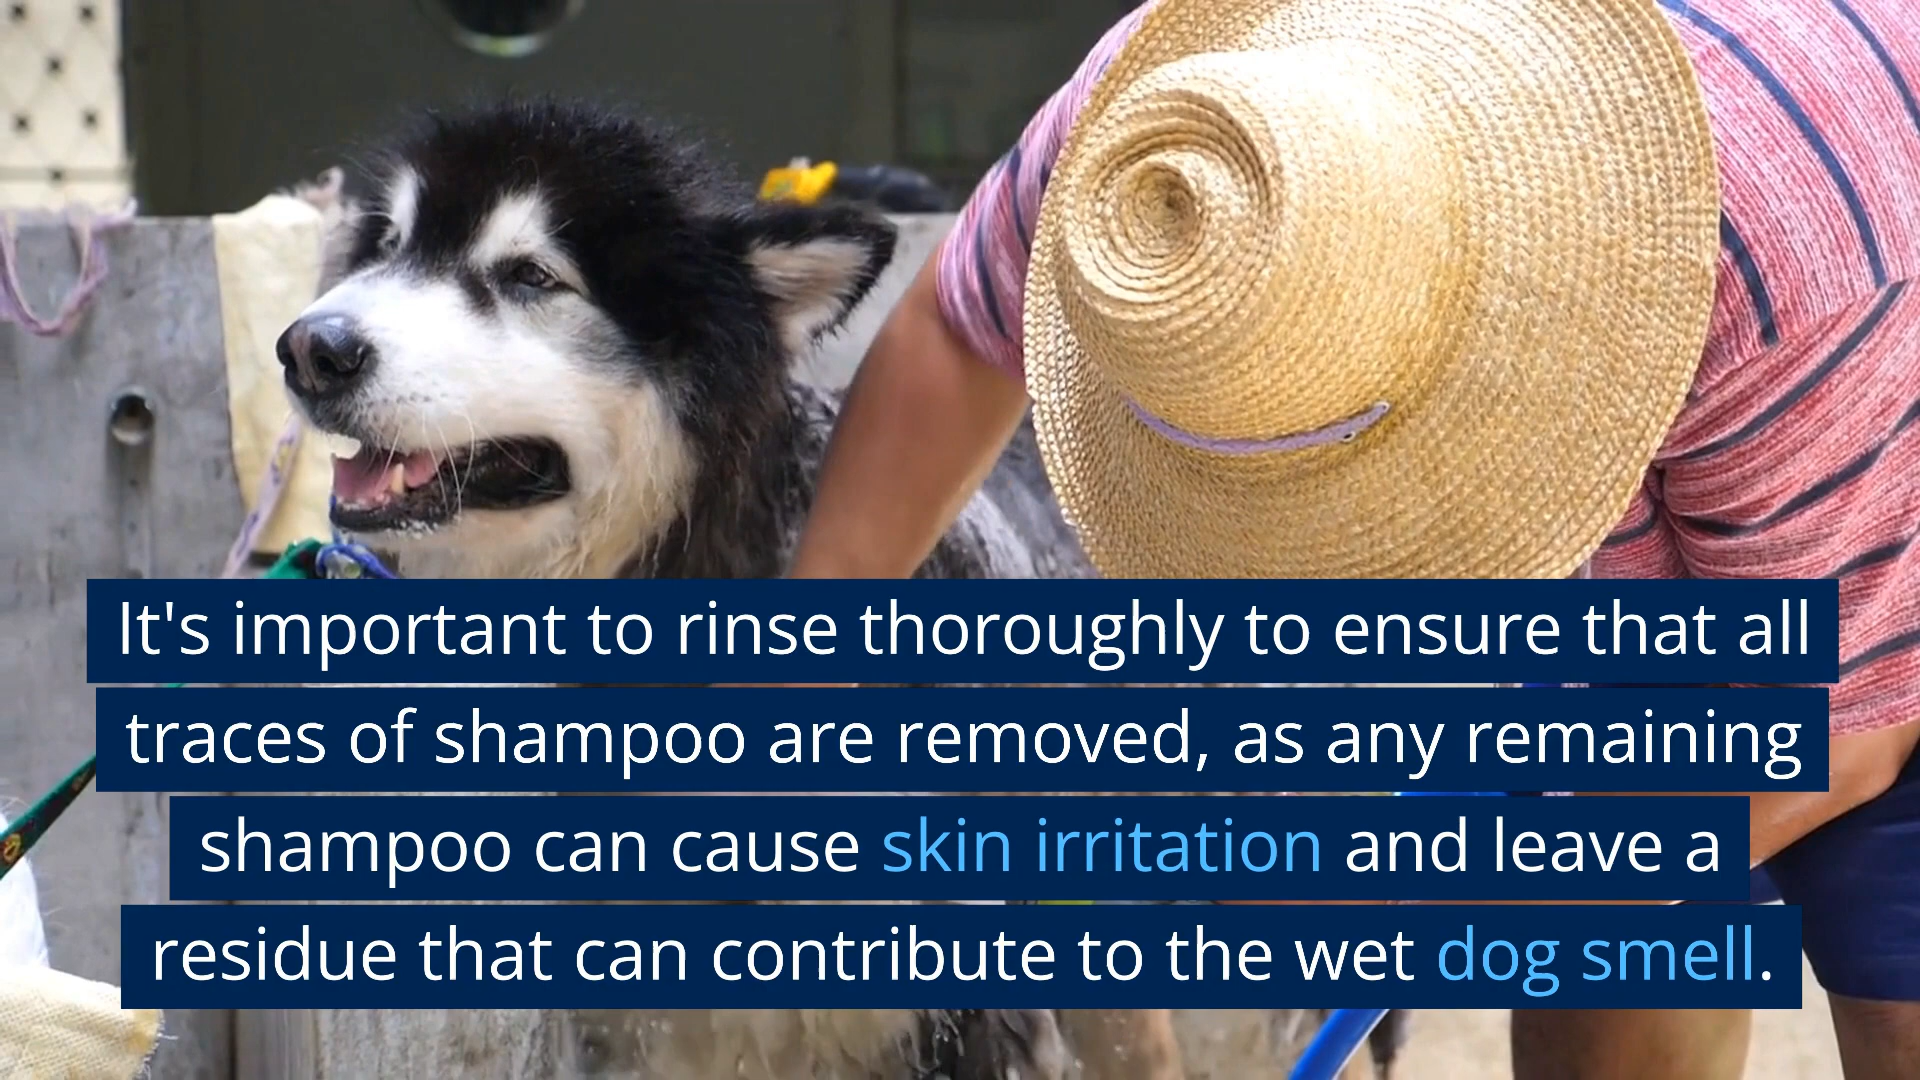 It's important to rinse thoroughly to ensure that all
traces of shampoo are removed, as any remaining
shampoo can cause skin irritation and leave a
residue that can contribute to the wet dog smell.